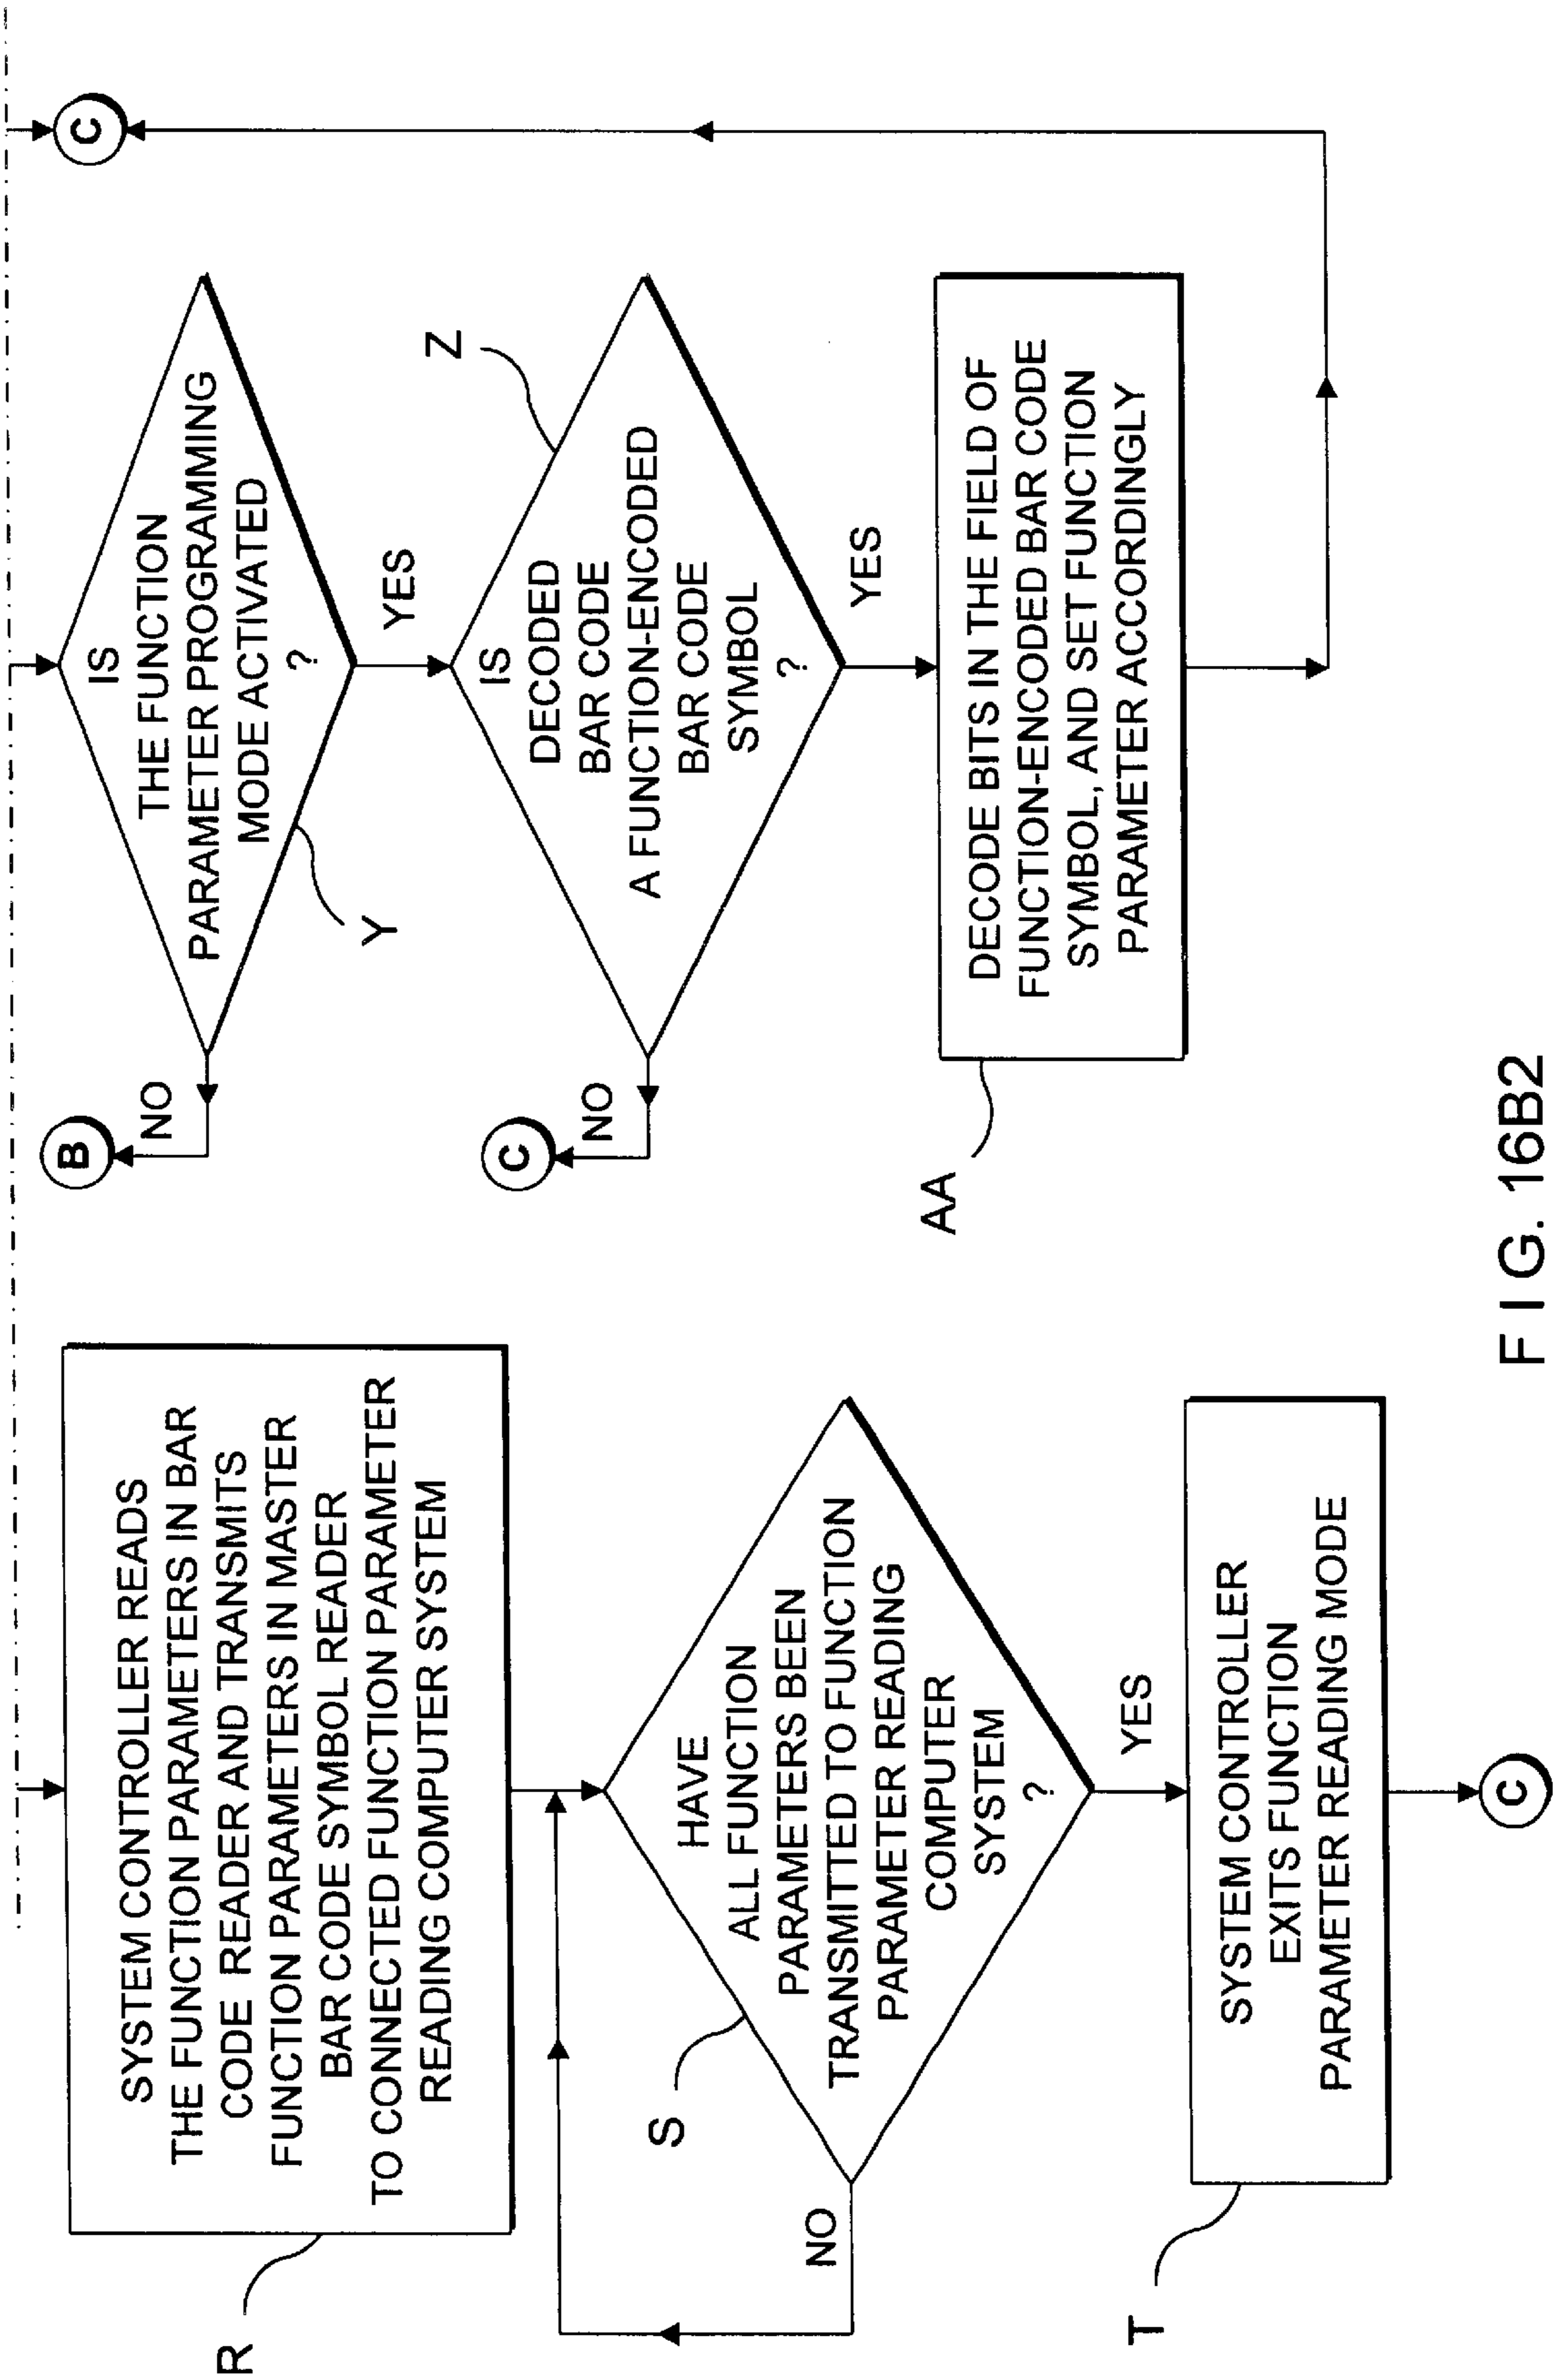 SYSTEM CONTROLLER READS
THE FUNCTION PARAMETERS IN BAR
CODE READER AND TRANSMITS
FUNCTION PARAMETERS IN MASTER
BAR CODE SYMBOL READER
TO CONNECTED FUNCTION PARAMETER
READING COMPUTER SYSTEM
R
HAVE
ALL FUNCTION
PARAMETERS BEEN
TRANSMITTED TO FUNCTION
PARAMETER READING
COMPUTER
SYSTEM
?
S
NO
YES
SYSTEM CONTROLLER
EXITS FUNCTION
PARAMETER READING MODE
T
C
B
NO
IS
THE FUNCTION
PARAMETER PROGRAMMING
MODE ACTIVATED
?
Y
YES
C
NO
IS
DECODED
BAR CODE
A FUNCTION-ENCODED
BAR CODE
SYMBOL
?
Z
YES
DECODE BITS IN THE FIELD OF
FUNCTION-ENCODED BAR CODE
SYMBOL, AND SET FUNCTION
PARAMETER ACCORDINGLY
AA
C
FIG. 16B2